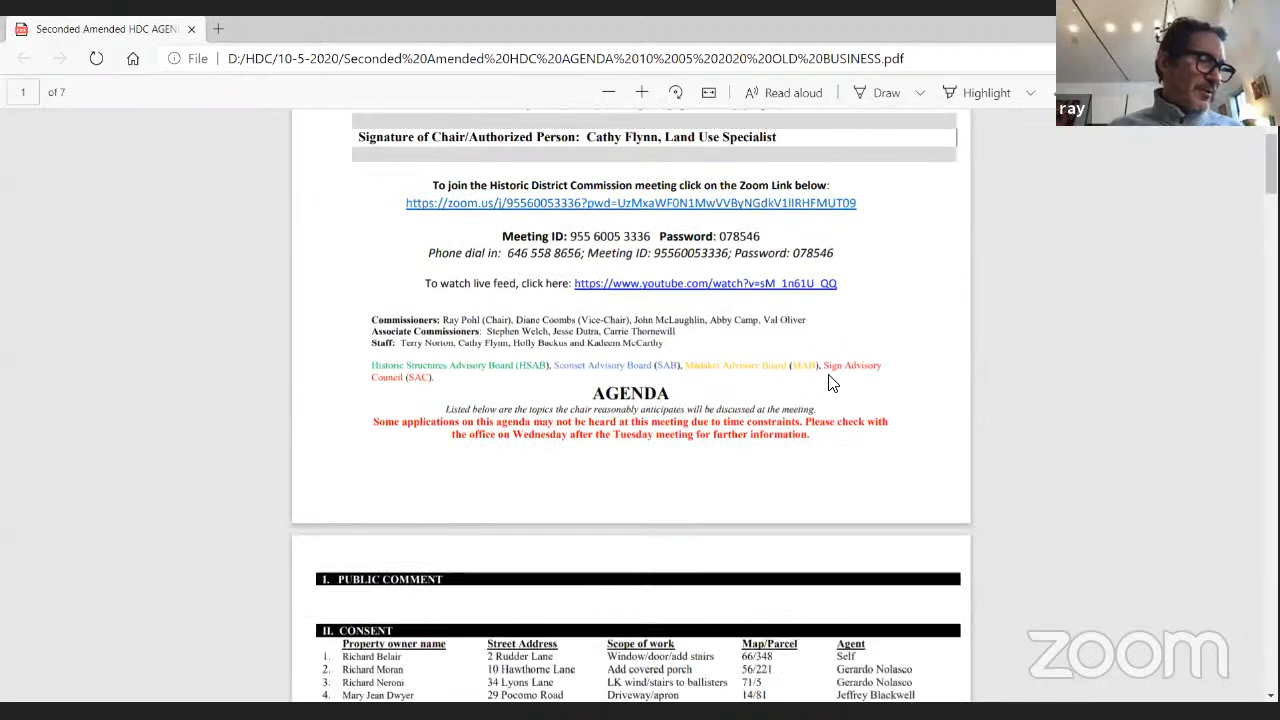 Seconded Amended HDC AGEN
File
D:/HDC/10-5-2020/Seconded%20Amended%20HDC%20AGENDA%2010%2005%202020%20OLD%20BUSINESS.pdf
1 of 7
Read aloud
Draw
Highlight
ray
Signature of Chair/Authorized Person: Cathy Flynn, Land Use Specialist
To join the Historic District Commission meeting click on the Zoom Link below:
https://zoom.us/j/95560053336?pwd=UzMxaWF0N1MwVVByNGdkV1lIRHFMUT09
Meeting ID: 955 6005 3336 Password: 078546
Phone dial in: 646 558 8656; Meeting ID: 95560053336; Password: 078546
To watch live feed, click here: https://www.youtube.com/watch?v=sM_1n61U_QQ
Commissioners: Ray Pohl (Chair), Diane Coombs (Vice-Chair), John McLaughlin, Abby Camp, Val Oliver
Associate Commissioners: Stephen Welch, Jesse Dutra, Carrie Thornewill
Staff: Terry Norton, Cathy Flynn, Holly Backus and Kadeem McCarthy
Historic Structures Advisory Board (HSAB), Sconset Advisory Board (SAB), Madaket Advisory Board (MAB), Sign Advisory
Council (SAC).
AGENDA
Listed below are the topics the chair reasonably anticipates will be discussed at the meeting.
Some applications on this agenda may not be heard at this meeting due to time constraints. Please check with
the office on Wednesday after the Tuesday meeting for further information.
I. PUBLIC COMMENT
II. CONSENT
Property owner name Street Address Scope of work Map/Parcel Agent
1. Richard Belair 2 Rudder Lane Window/door/add stairs 66/348 Self
2. Richard Moran 10 Hawthorne Lane Add covered porch 56/221 Gerardo Nolasco
3. Richard Neroni 34 Lyons Lane LK wind/stairs to ballisters 71/5 Gerardo Nolasco
4. Mary Jean Dwyer 29 Pocomo Road Driveway/apron 14/81 Jeffrey Blackwell
zoom